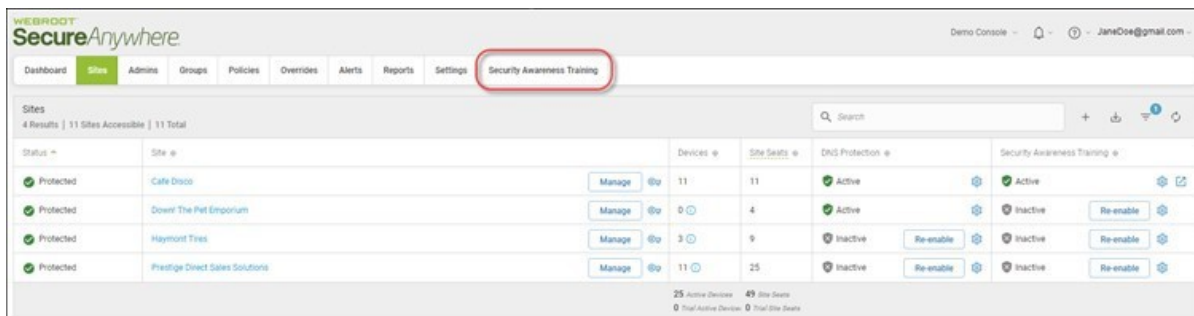 WEBROOT
SecureAnywhere
Demo Console JaneDoe@gmail.com
Dashboard Sites Admins Groups Policies Overrides Alerts Reports Settings Security Awareness Training
Sites
4 Results | 11 Sites Accessible | 11 Total
Search
1
Status Site Devices Site Seats DNS Protection Security Awareness Training
Protected Cafe Disco Manage 11 11 Active Active
Protected Down! The Pet Emporium Manage 0 4 Active Inactive Re-enable
Protected Haymont Tires Manage 3 9 Inactive Re-enable Inactive Re-enable
Protected Prestige Direct Sales Solutions Manage 11 25 Inactive Re-enable Inactive Re-enable
25 Active Devices 49 Site Seats
0 Trial Active Devices 0 Trial Site Seats